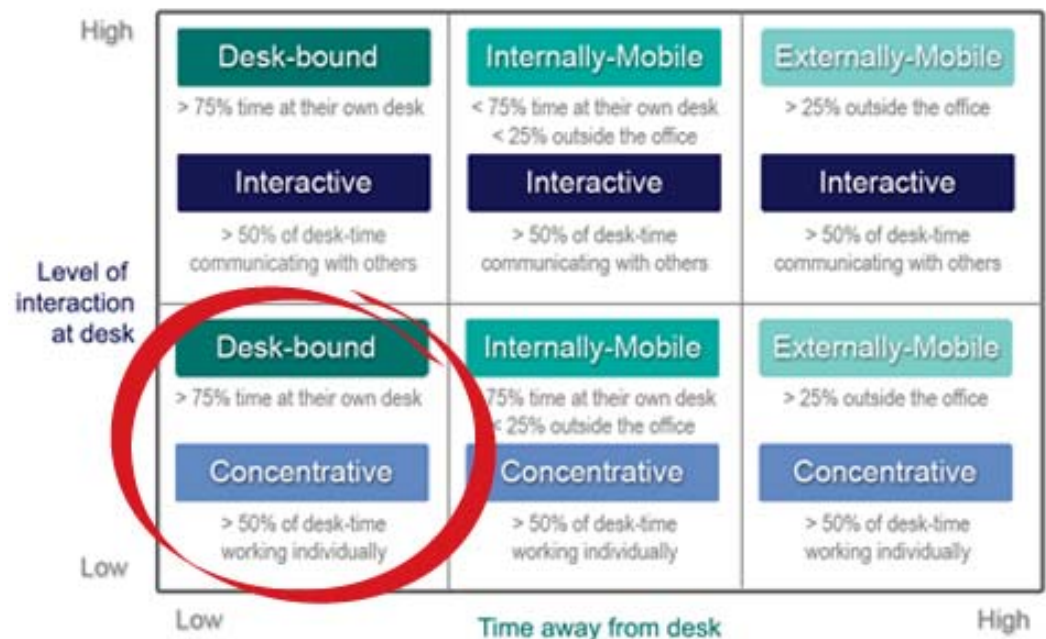 High
Desk-bound
Internally-Mobile
Externally-Mobile
> 75% time at their own desk
< 75% time at their own desk
< 25% outside the office
> 25% outside the office
Interactive
Interactive
Interactive
> 50% of desk-time
communicating with others
> 50% of desk-time
communicating with others
> 50% of desk-time
communicating with others
Level of
interaction
at desk
Desk-bound
Internally-Mobile
Externally-Mobile
> 75% time at their own desk
75% time at their own desk
< 25% outside the office
> 25% outside the office
Concentrative
Concentrative
Concentrative
> 50% of desk-time
working individually
> 50% of desk-time
working individually
> 50% of desk-time
working individually
Low
Low
Time away from desk
High